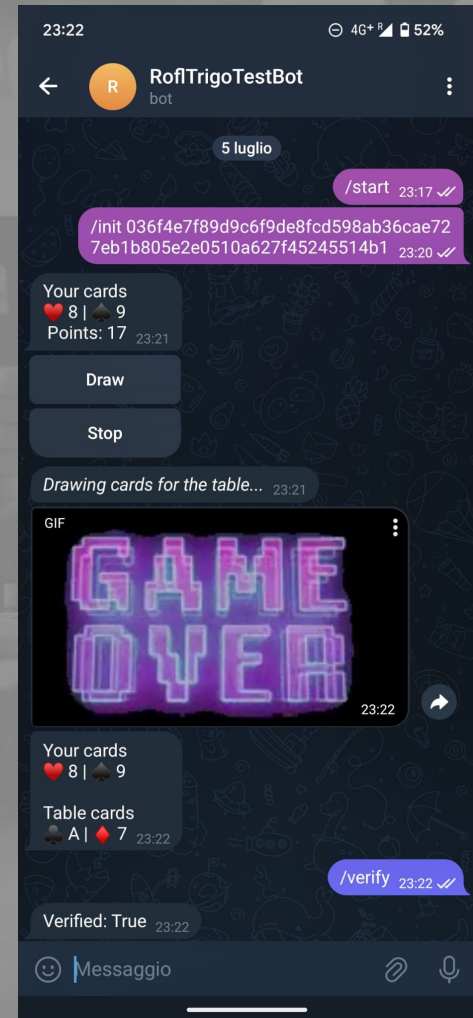 23:22
4G+ R 52%
R
RoflTrigoTestBot
bot
5 luglio
/start 23:17
/init 036f4e7f89d9c6f9de8fcd598ab36cae72
7eb1b805e2e0510a627f45245514b1 23:20
Your cards
♥️ 8 | ♠️ 9
Points: 17 23:21
Draw
Stop
Drawing cards for the table... 23:21
GIF
GAME
OVER
23:22
Your cards
♥️ 8 | ♠️ 9
Table cards
♣️ A | ♦️ 7 23:22
/verify 23:22
Verified: True 23:22
Messaggio